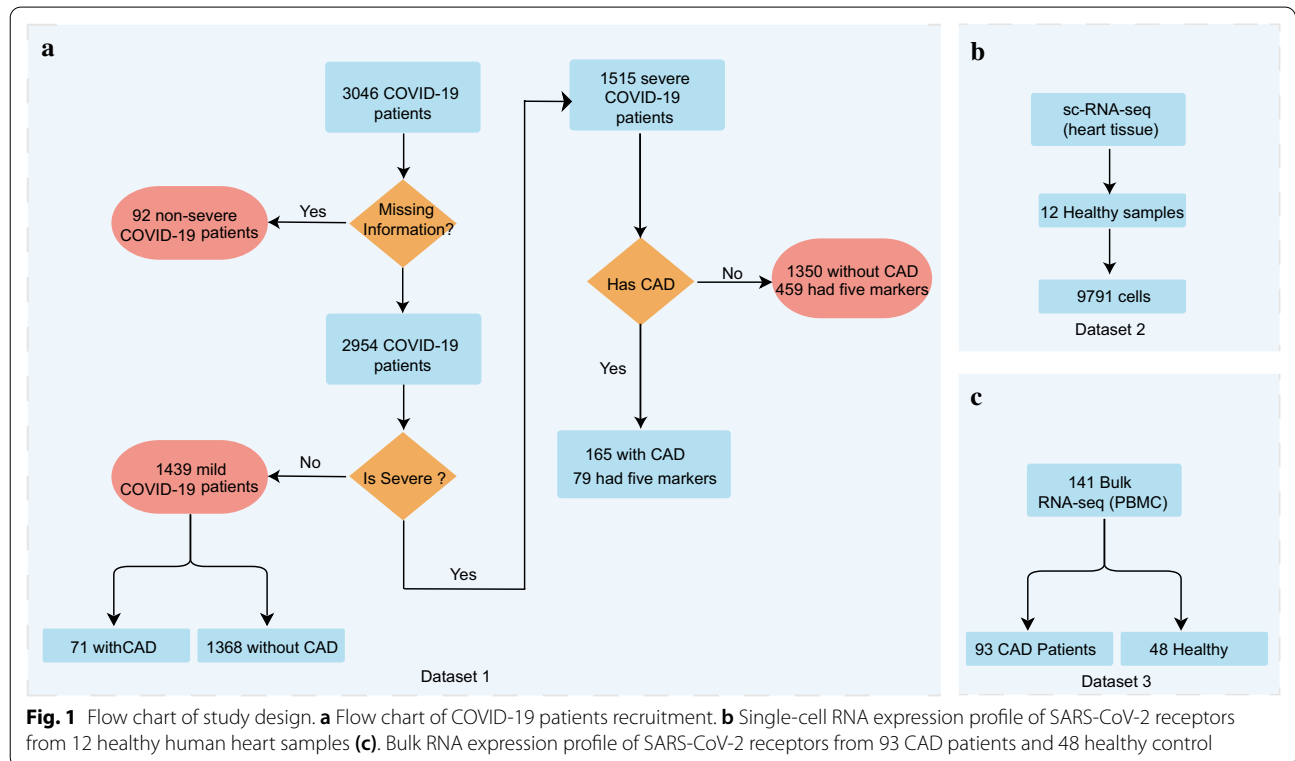 a
3046 COVID-19
patients
Missing
Information?
Yes
92 non-severe
COVID-19 patients
2954 COVID-19
patients
Is Severe ?
No
1439 mild
COVID-19 patients
71 withCAD
1368 without CAD
Yes
1515 severe
COVID-19
patients
Has CAD
No
1350 without CAD
459 had five markers
Yes
165 with CAD
79 had five markers
Dataset 1
b
sc-RNA-seq
(heart tissue)
12 Healthy samples
9791 cells
Dataset 2
c
141 Bulk
RNA-seq (PBMC)
93 CAD Patients
48 Healthy
Dataset 3
Fig. 1 Flow chart of study design. a Flow chart of COVID-19 patients recruitment. b Single-cell RNA expression profile of SARS-CoV-2 receptors
from 12 healthy human heart samples (c). Bulk RNA expression profile of SARS-CoV-2 receptors from 93 CAD patients and 48 healthy control